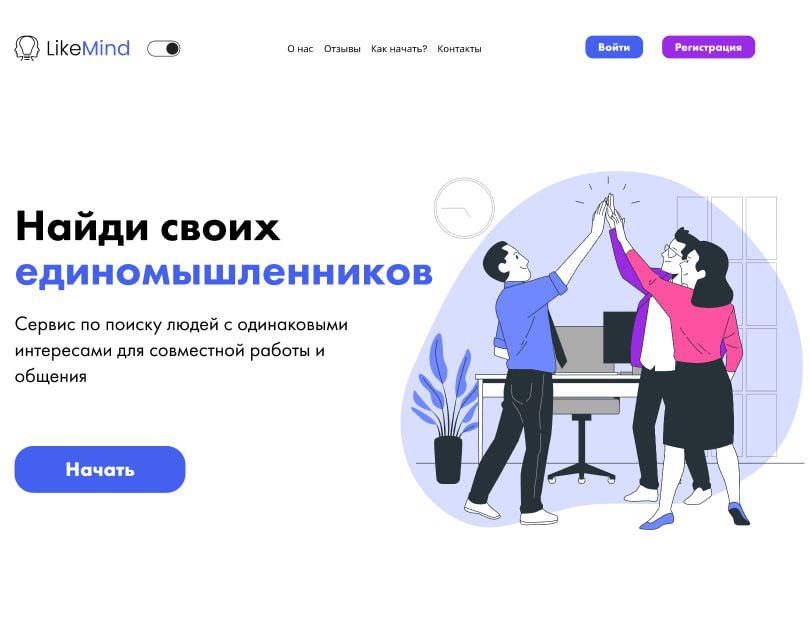 LikeMind
О нас Отзывы Как начать? Контакты
Войти Регистрация
Найди своих
единомышленников
Сервис по поиску людей с одинаковыми
интересами для совместной работы и
общения
Начать